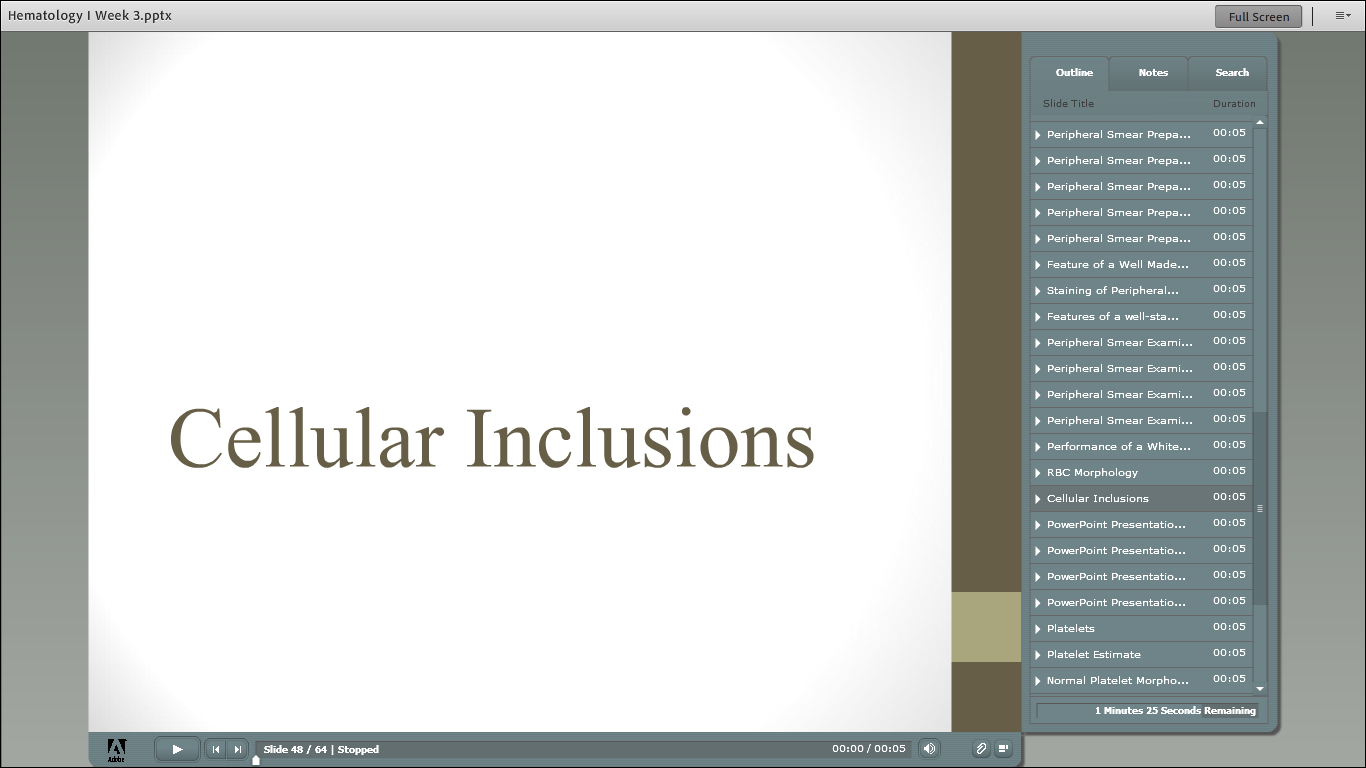 Hematology I Week 3.pptx
Full Screen
Cellular Inclusions
Outline Notes Search
Slide Title Duration
Peripheral Smear Prepa... 00:05
Peripheral Smear Prepa... 00:05
Peripheral Smear Prepa... 00:05
Peripheral Smear Prepa... 00:05
Peripheral Smear Prepa... 00:05
Feature of a Well Made... 00:05
Staining of Peripheral... 00:05
Features of a well-sta... 00:05
Peripheral Smear Exami... 00:05
Peripheral Smear Exami... 00:05
Peripheral Smear Exami... 00:05
Peripheral Smear Exami... 00:05
Performance of a White... 00:05
RBC Morphology 00:05
Cellular Inclusions 00:05
PowerPoint Presentatio... 00:05
PowerPoint Presentatio... 00:05
PowerPoint Presentatio... 00:05
PowerPoint Presentatio... 00:05
Platelets 00:05
Platelet Estimate 00:05
Normal Platelet Morpho... 00:05
1 Minutes 25 Seconds Remaining
Adobe
Slide 48 / 64 | Stopped 00:00 / 00:05